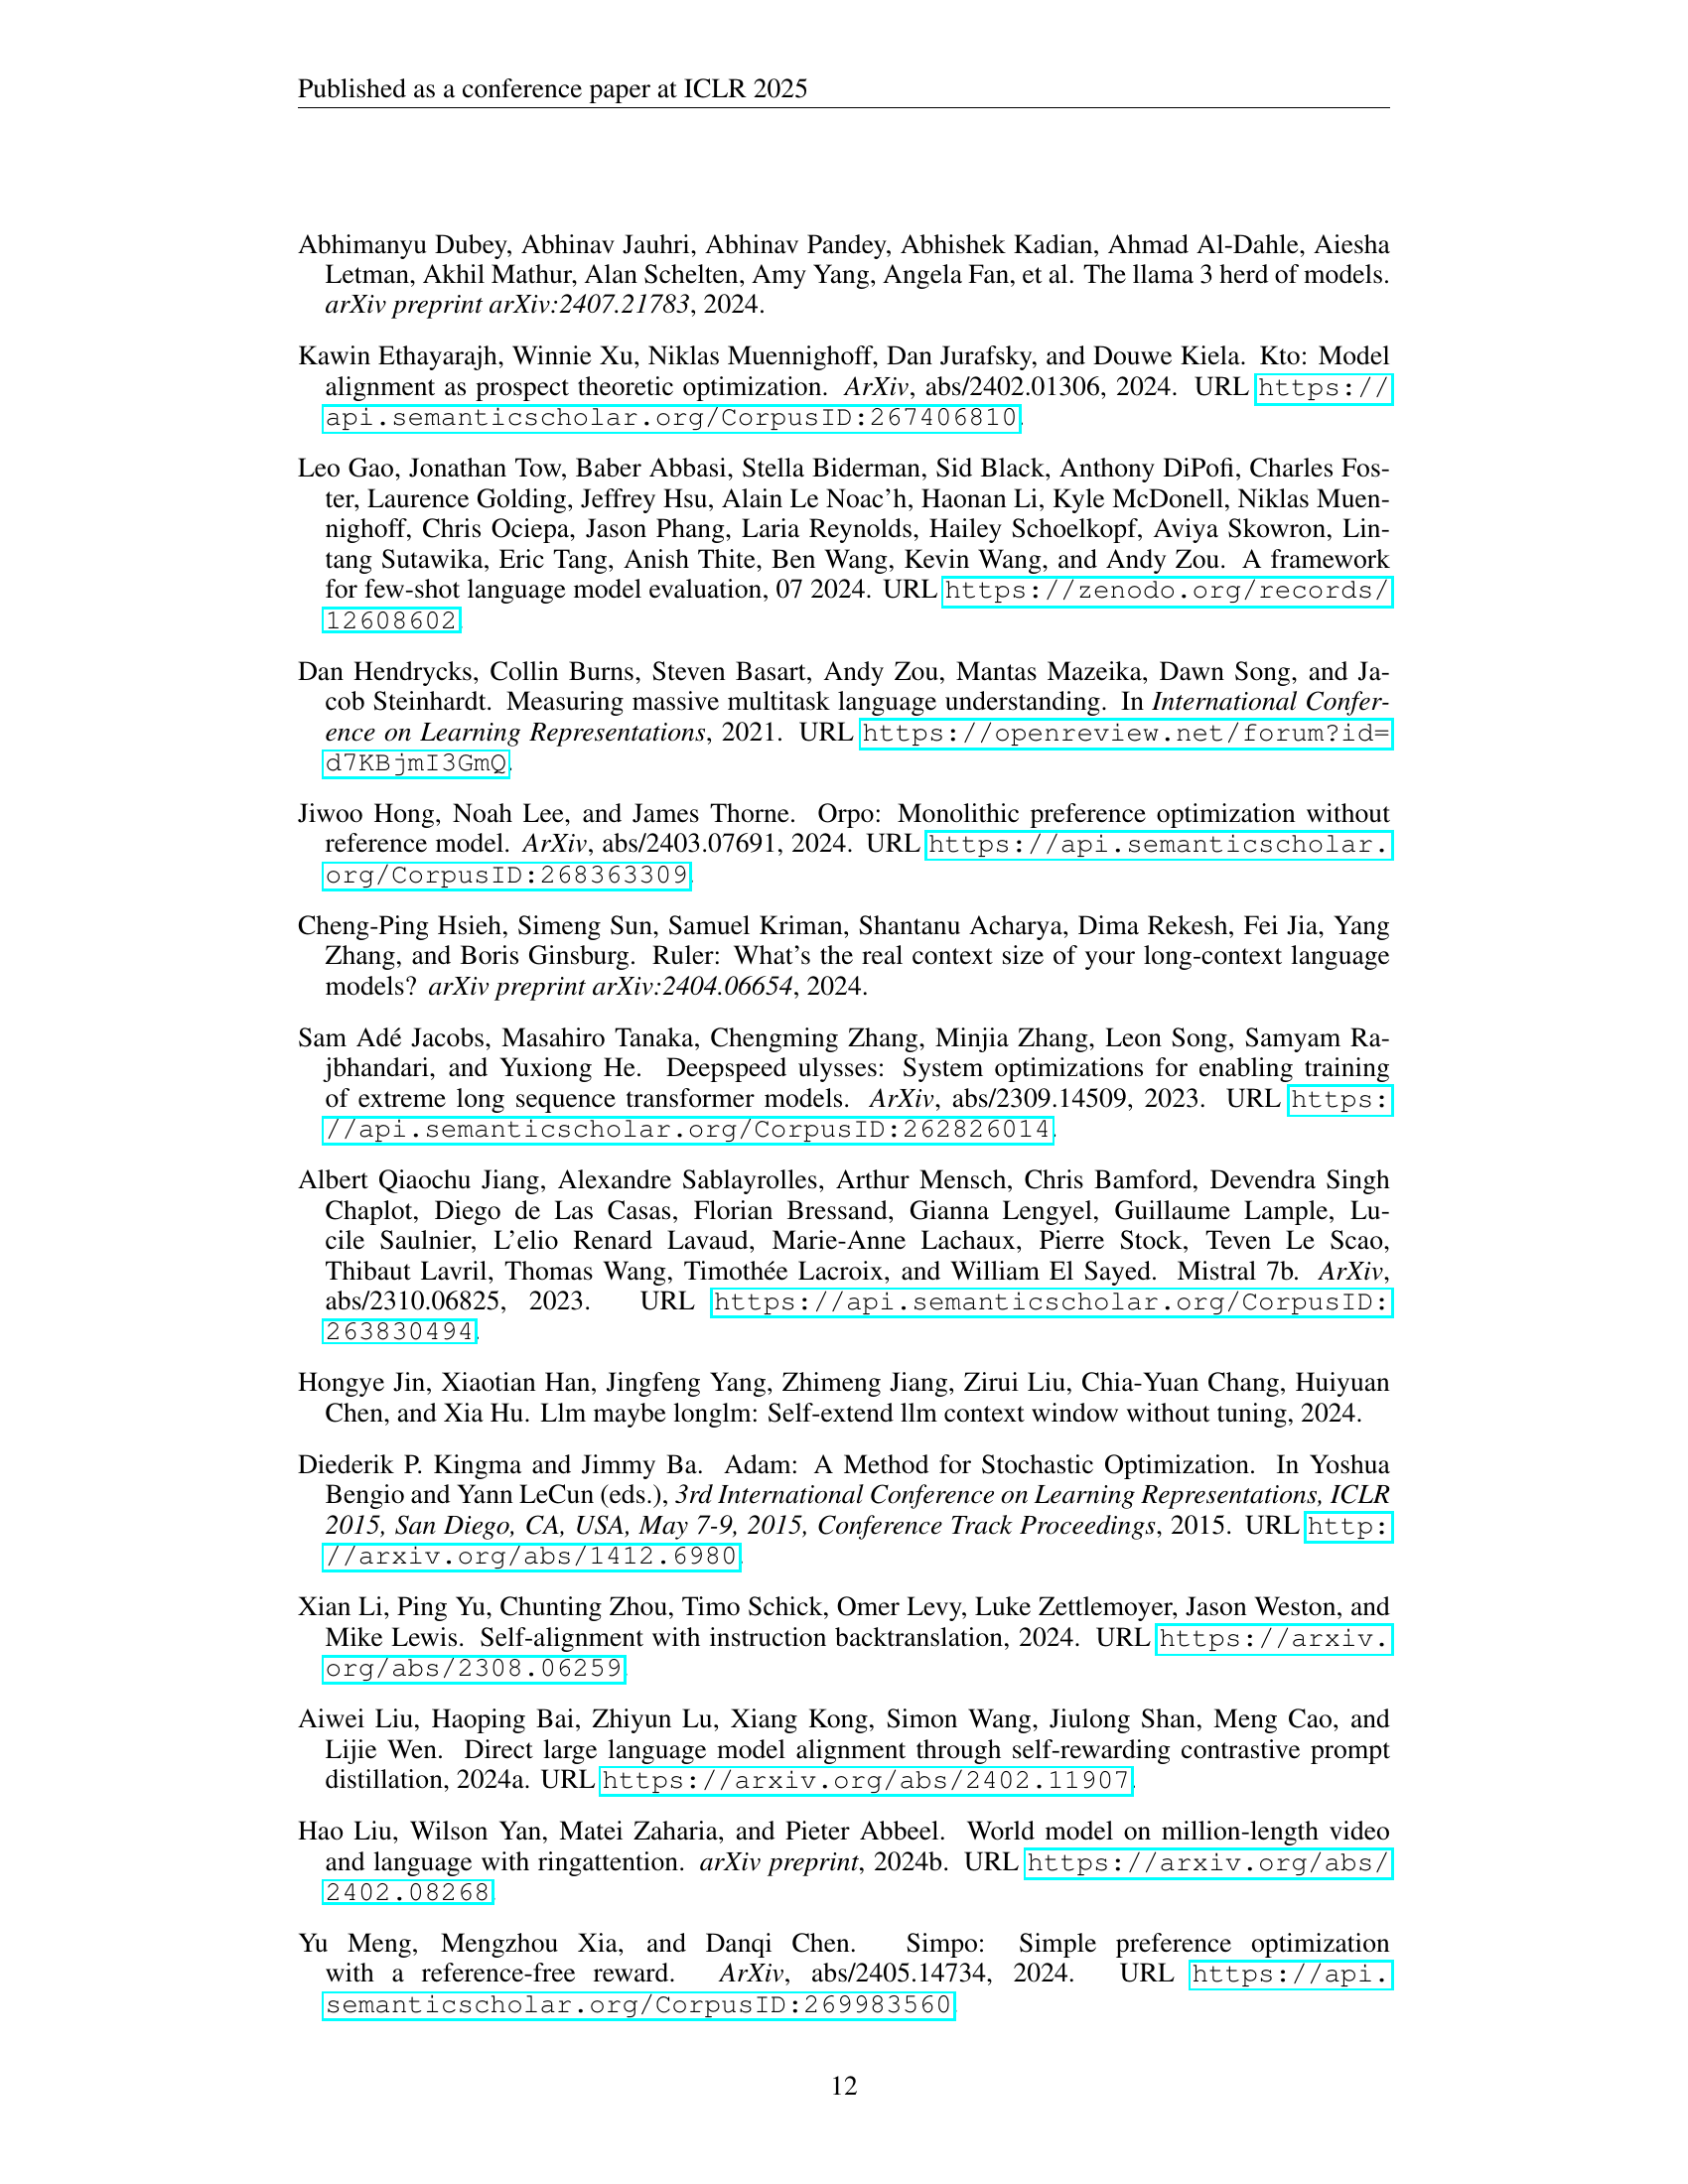 Published as a conference paper at ICLR 2025
Abhimanyu Dubey, Abhinav Jauhri, Abhinav Pandey, Abhishek Kadian, Ahmad Al-Dahle, Aiesha
Letman, Akhil Mathur, Alan Schelten, Amy Yang, Angela Fan, et al. The llama 3 herd of models.
arXiv preprint arXiv:2407.21783, 2024.
Kawin Ethayarajh, Winnie Xu, Niklas Muennighoff, Dan Jurafsky, and Douwe Kiela. Kto: Model
alignment as prospect theoretic optimization. ArXiv, abs/2402.01306, 2024. URL https://
api.semanticscholar.org/CorpusID:267406810.
Leo Gao, Jonathan Tow, Baber Abbasi, Stella Biderman, Sid Black, Anthony DiPofi, Charles Fos-
ter, Laurence Golding, Jeffrey Hsu, Alain Le Noac'h, Haonan Li, Kyle McDonell, Niklas Muen-
nighoff, Chris Ociepa, Jason Phang, Laria Reynolds, Hailey Schoelkopf, Aviya Skowron, Lin-
tang Sutawika, Eric Tang, Anish Thite, Ben Wang, Kevin Wang, and Andy Zou. A framework
for few-shot language model evaluation, 07 2024. URL https://zenodo.org/records/
12608602.
Dan Hendrycks, Collin Burns, Steven Basart, Andy Zou, Mantas Mazeika, Dawn Song, and Ja-
cob Steinhardt. Measuring massive multitask language understanding. In International Confer-
ence on Learning Representations, 2021. URL https://openreview.net/forum?id=
d7KBjmI3GmQ.
Jiwoo Hong, Noah Lee, and James Thorne. Orpo: Monolithic preference optimization without
reference model. ArXiv, abs/2403.07691, 2024. URL https://api.semanticscholar.
org/CorpusID:268363309.
Cheng-Ping Hsieh, Simeng Sun, Samuel Kriman, Shantanu Acharya, Dima Rekesh, Fei Jia, Yang
Zhang, and Boris Ginsburg. Ruler: What's the real context size of your long-context language
models? arXiv preprint arXiv:2404.06654, 2024.
Sam Adé Jacobs, Masahiro Tanaka, Chengming Zhang, Minjia Zhang, Leon Song, Samyam Ra-
jbhandari, and Yuxiong He. Deepspeed ulysses: System optimizations for enabling training
of extreme long sequence transformer models. ArXiv, abs/2309.14509, 2023. URL https:
//api.semanticscholar.org/CorpusID:262826014.
Albert Qiaochu Jiang, Alexandre Sablayrolles, Arthur Mensch, Chris Bamford, Devendra Singh
Chaplot, Diego de Las Casas, Florian Bressand, Gianna Lengyel, Guillaume Lample, Lu-
cile Saulnier, L'elio Renard Lavaud, Marie-Anne Lachaux, Pierre Stock, Teven Le Scao,
Thibaut Lavril, Thomas Wang, Timothée Lacroix, and William El Sayed. Mistral 7b. ArXiv,
abs/2310.06825, 2023. URL https://api.semanticscholar.org/CorpusID:
263830494.
Hongye Jin, Xiaotian Han, Jingfeng Yang, Zhimeng Jiang, Zirui Liu, Chia-Yuan Chang, Huiyuan
Chen, and Xia Hu. Llm maybe longlm: Self-extend llm context window without tuning, 2024.
Diederik P. Kingma and Jimmy Ba. Adam: A Method for Stochastic Optimization. In Yoshua
Bengio and Yann LeCun (eds.), 3rd International Conference on Learning Representations, ICLR
2015, San Diego, CA, USA, May 7-9, 2015, Conference Track Proceedings, 2015. URL http:
//arxiv.org/abs/1412.6980.
Xian Li, Ping Yu, Chunting Zhou, Timo Schick, Omer Levy, Luke Zettlemoyer, Jason Weston, and
Mike Lewis. Self-alignment with instruction backtranslation, 2024. URL https://arxiv.
org/abs/2308.06259.
Aiwei Liu, Haoping Bai, Zhiyun Lu, Xiang Kong, Simon Wang, Jiulong Shan, Meng Cao, and
Lijie Wen. Direct large language model alignment through self-rewarding contrastive prompt
distillation, 2024a. URL https://arxiv.org/abs/2402.11907.
Hao Liu, Wilson Yan, Matei Zaharia, and Pieter Abbeel. World model on million-length video
and language with ringattention. arXiv preprint, 2024b. URL https://arxiv.org/abs/
2402.08268.
Yu Meng, Mengzhou Xia, and Danqi Chen. Simpo: Simple preference optimization
with a reference-free reward. ArXiv, abs/2405.14734, 2024. URL https://api.
semanticscholar.org/CorpusID:269983560.
12